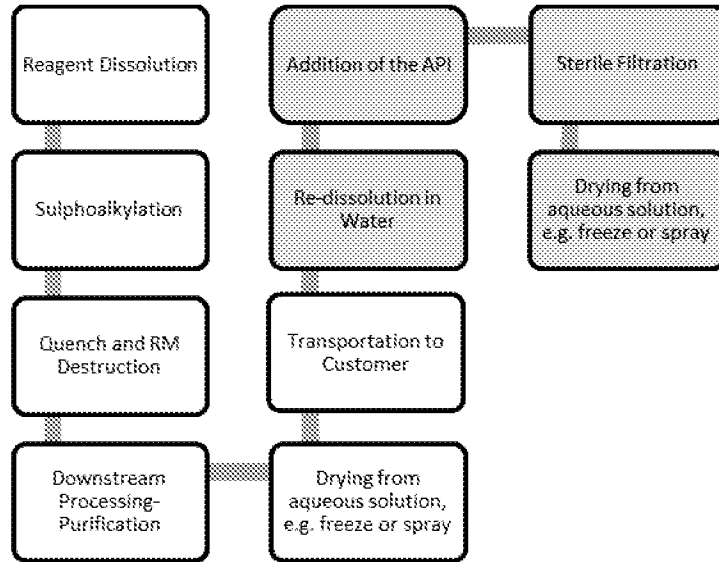 Reagent Dissolution
Sulphoalkylation
Quench and RM
Destruction
Downstream
Processing-
Purification
Drying from
aqueous solution,
e.g. freeze or spray
Transportation to
Customer
Re-dissolution in
Water
Addition of the API
Sterile Filtration
Drying from
aqueous solution,
e.g. freeze or spray